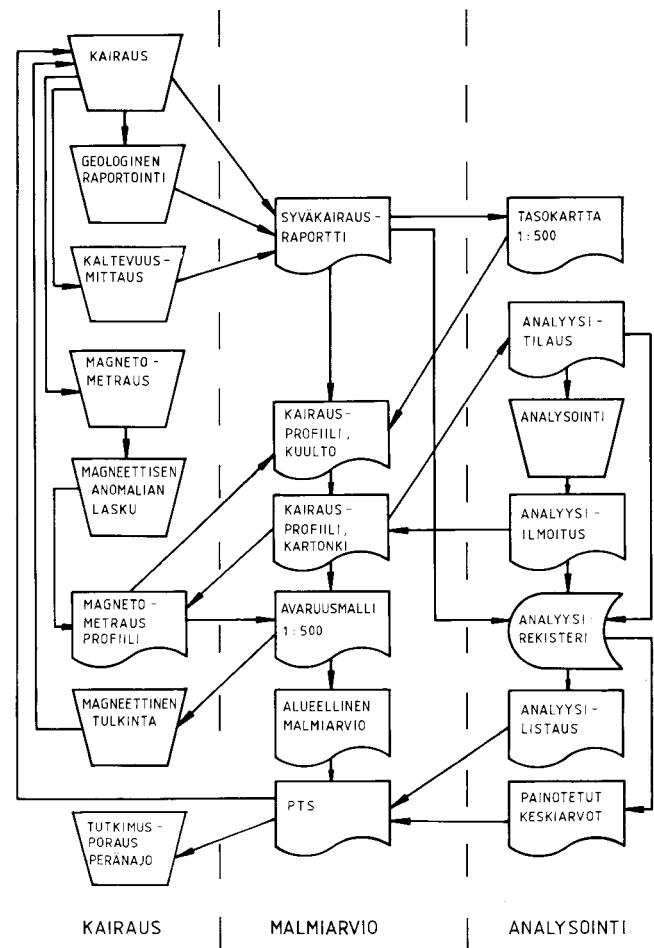 KAIRAUS
GEOLOGINEN
RAPORTOINTI
KALTEVUUS-
MITTAUS
MAGNETO-
METRAUS
MAGNEETTISEN
ANOMALIAN
LASKU
MAGNETO-
METRAUS
PROFIILI
MAGNEETTINEN
TULKINTA
TUTKIMUS-
PORAUS
PERÄNAJO
SYVÄKAIRAUS-
RAPORTTI
KAIRAUS-
PROFIILI,
KUULTO
KAIRAUS-
PROFIILI,
KARTONKI
AVARUUSMALLI
1:500
ALUEELLINEN
MALMIARVIO
PTS
TASOKARTTA
1:500
ANALYYSI-
TILAUS
ANALYSOINTI
ANALYYSI-
ILMOITUS
ANALYYSI-
REKISTERI
ANALYYSI-
LISTAUS
PAINOTETUT
KESKIARVOT
KAIRAUS
MALMIARVIO
ANALYSOINTI